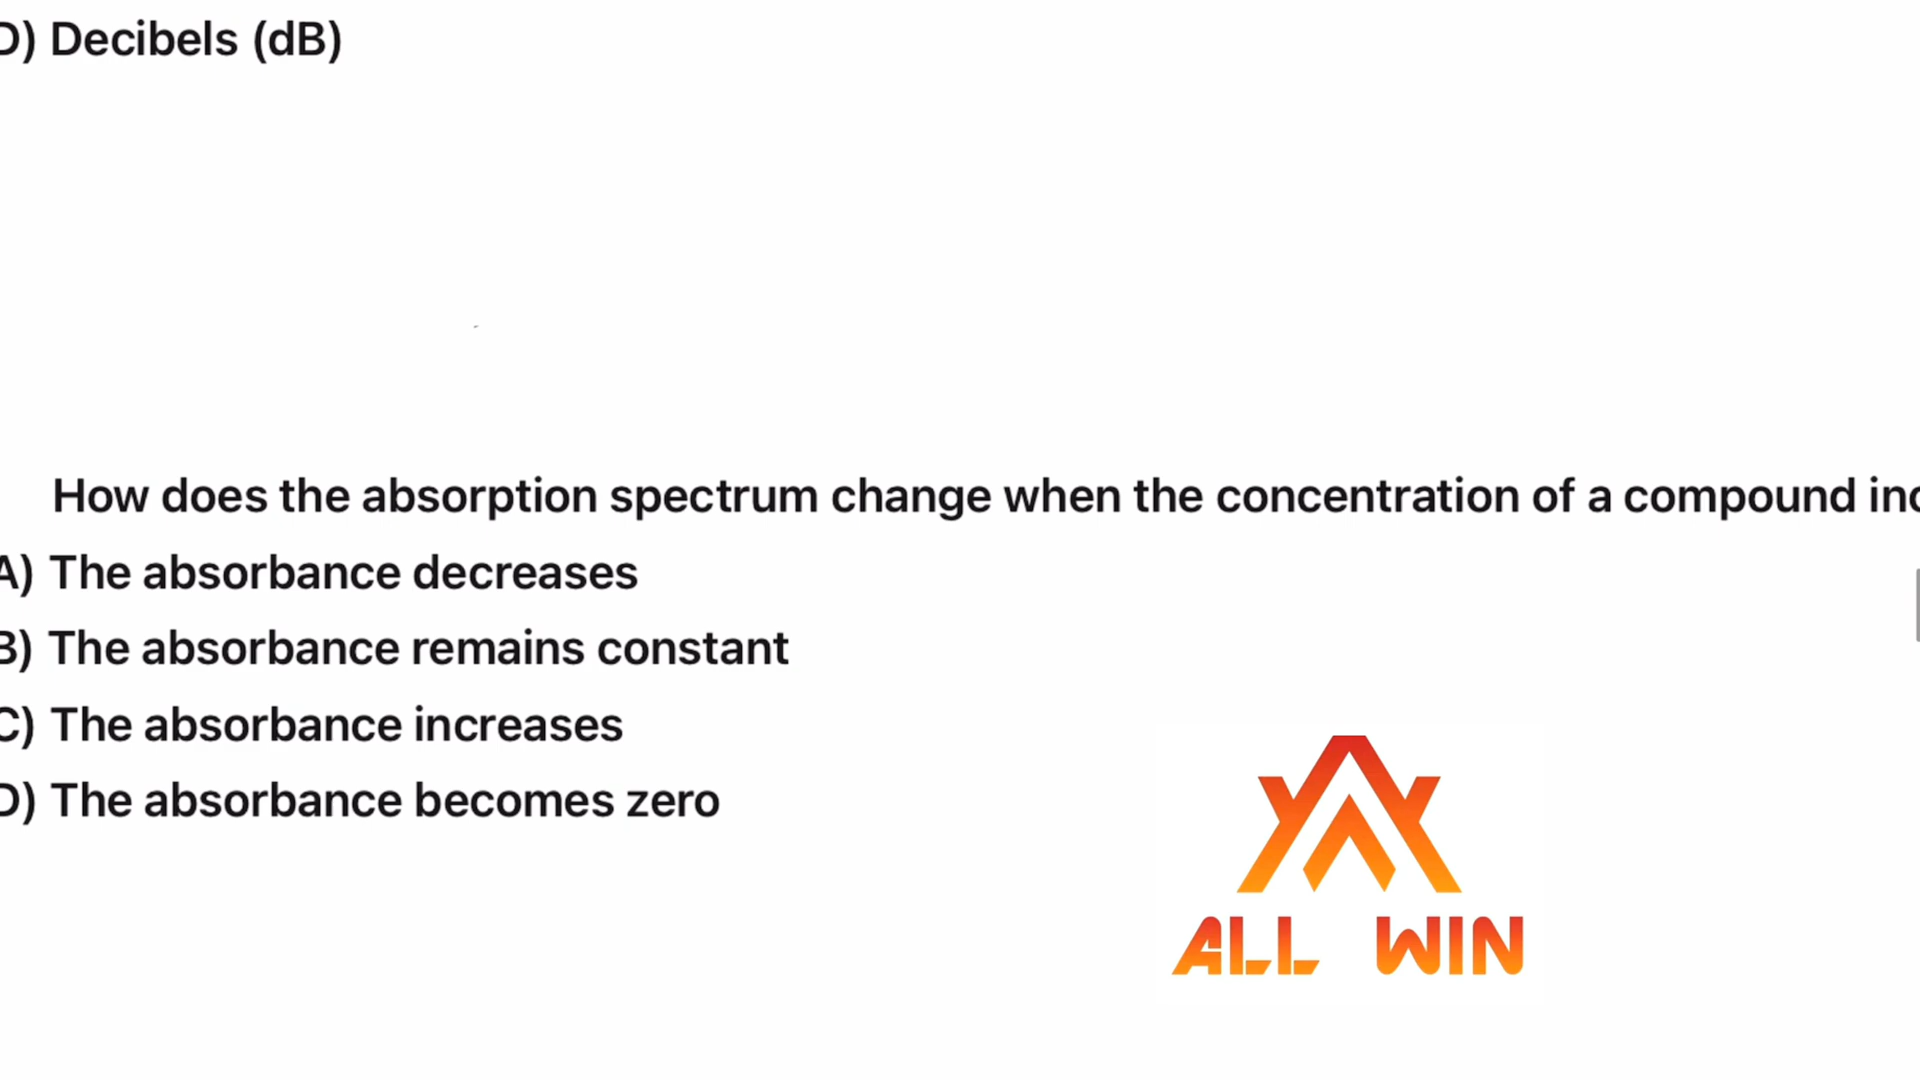 D) Decibels (dB)
How does the absorption spectrum change when the concentration of a compound
A) The absorbance decreases
B) The absorbance remains constant
C) The absorbance increases
D) The absorbance becomes zero
ALL WIN